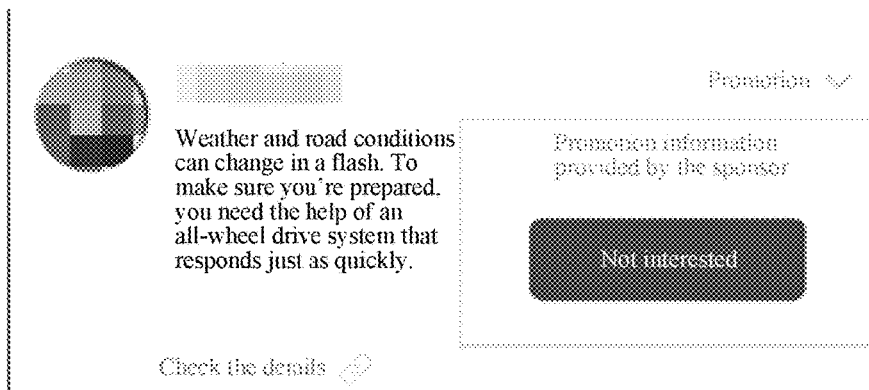 Promotion
Weather and road conditions
can change in a flash. To
make sure you're prepared,
you need the help of an
all-wheel drive system that
responds just as quickly.
Promotion information
provided by the sponsor
Not interested
Check the details